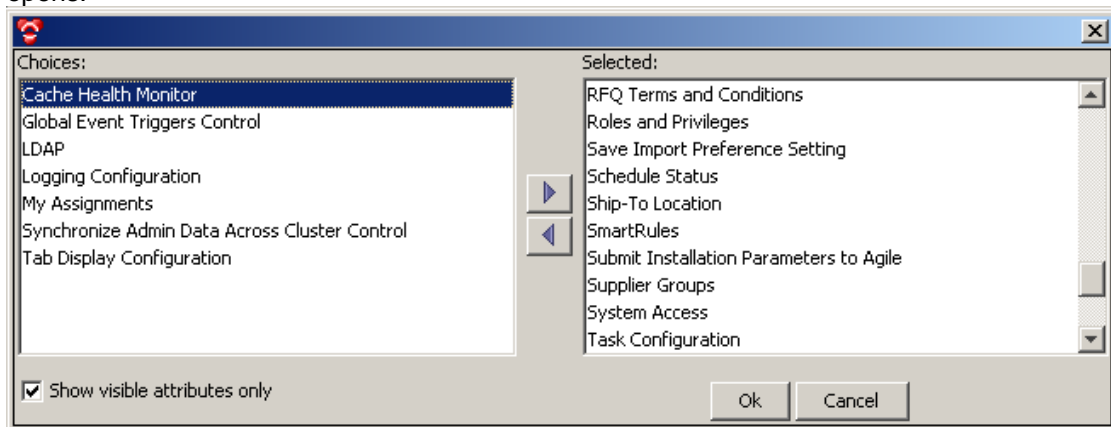 opens.
Choices:
Selected:
Cache Health Monitor
Global Event Triggers Control
LDAP
Logging Configuration
My Assignments
Synchronize Admin Data Across Cluster Control
Tab Display Configuration
RFQ Terms and Conditions
Roles and Privileges
Save Import Preference Setting
Schedule Status
Ship-To Location
SmartRules
Submit Installation Parameters to Agile
Supplier Groups
System Access
Task Configuration
Show visible attributes only
Ok
Cancel